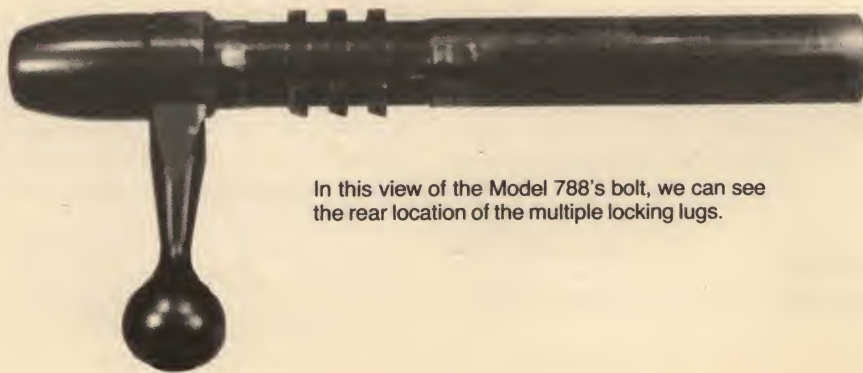 In this view of the Model 788's bolt, we can see
the rear location of the multiple locking lugs.